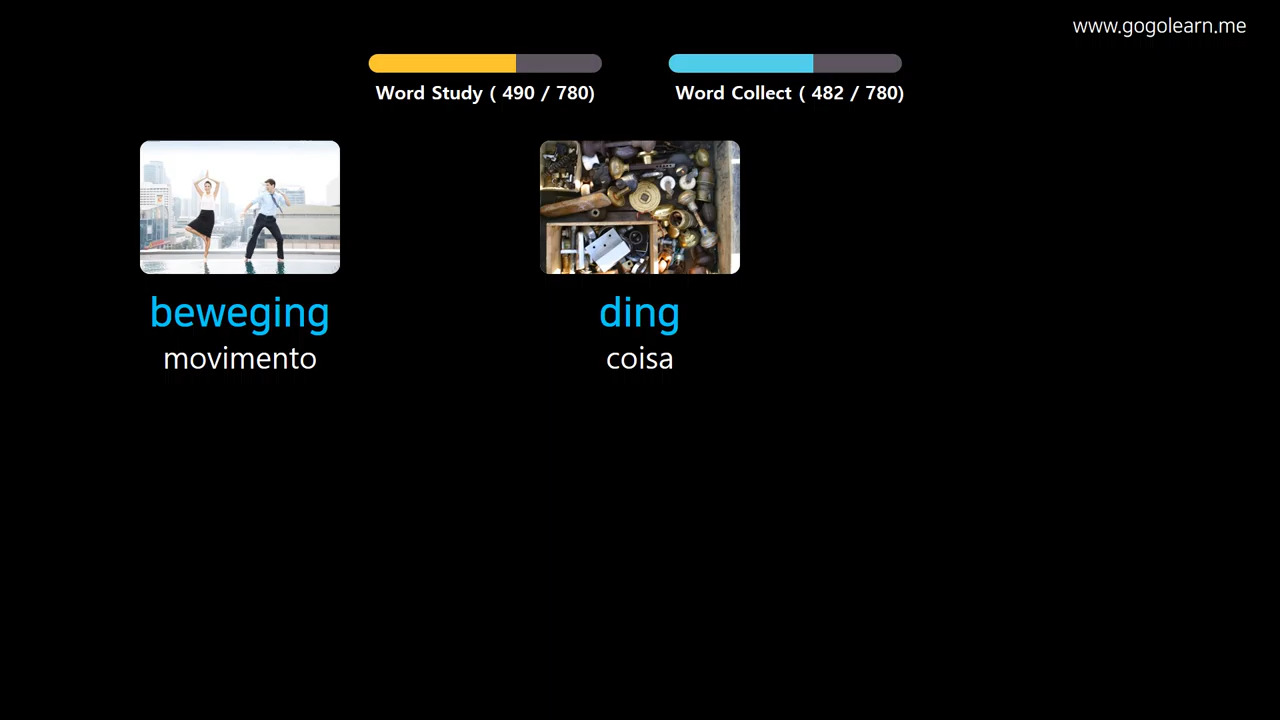 www.gogolearn.me
Word Study ( 490 / 780)
Word Collect ( 482 / 780)
beweging
movimento
ding
coisa